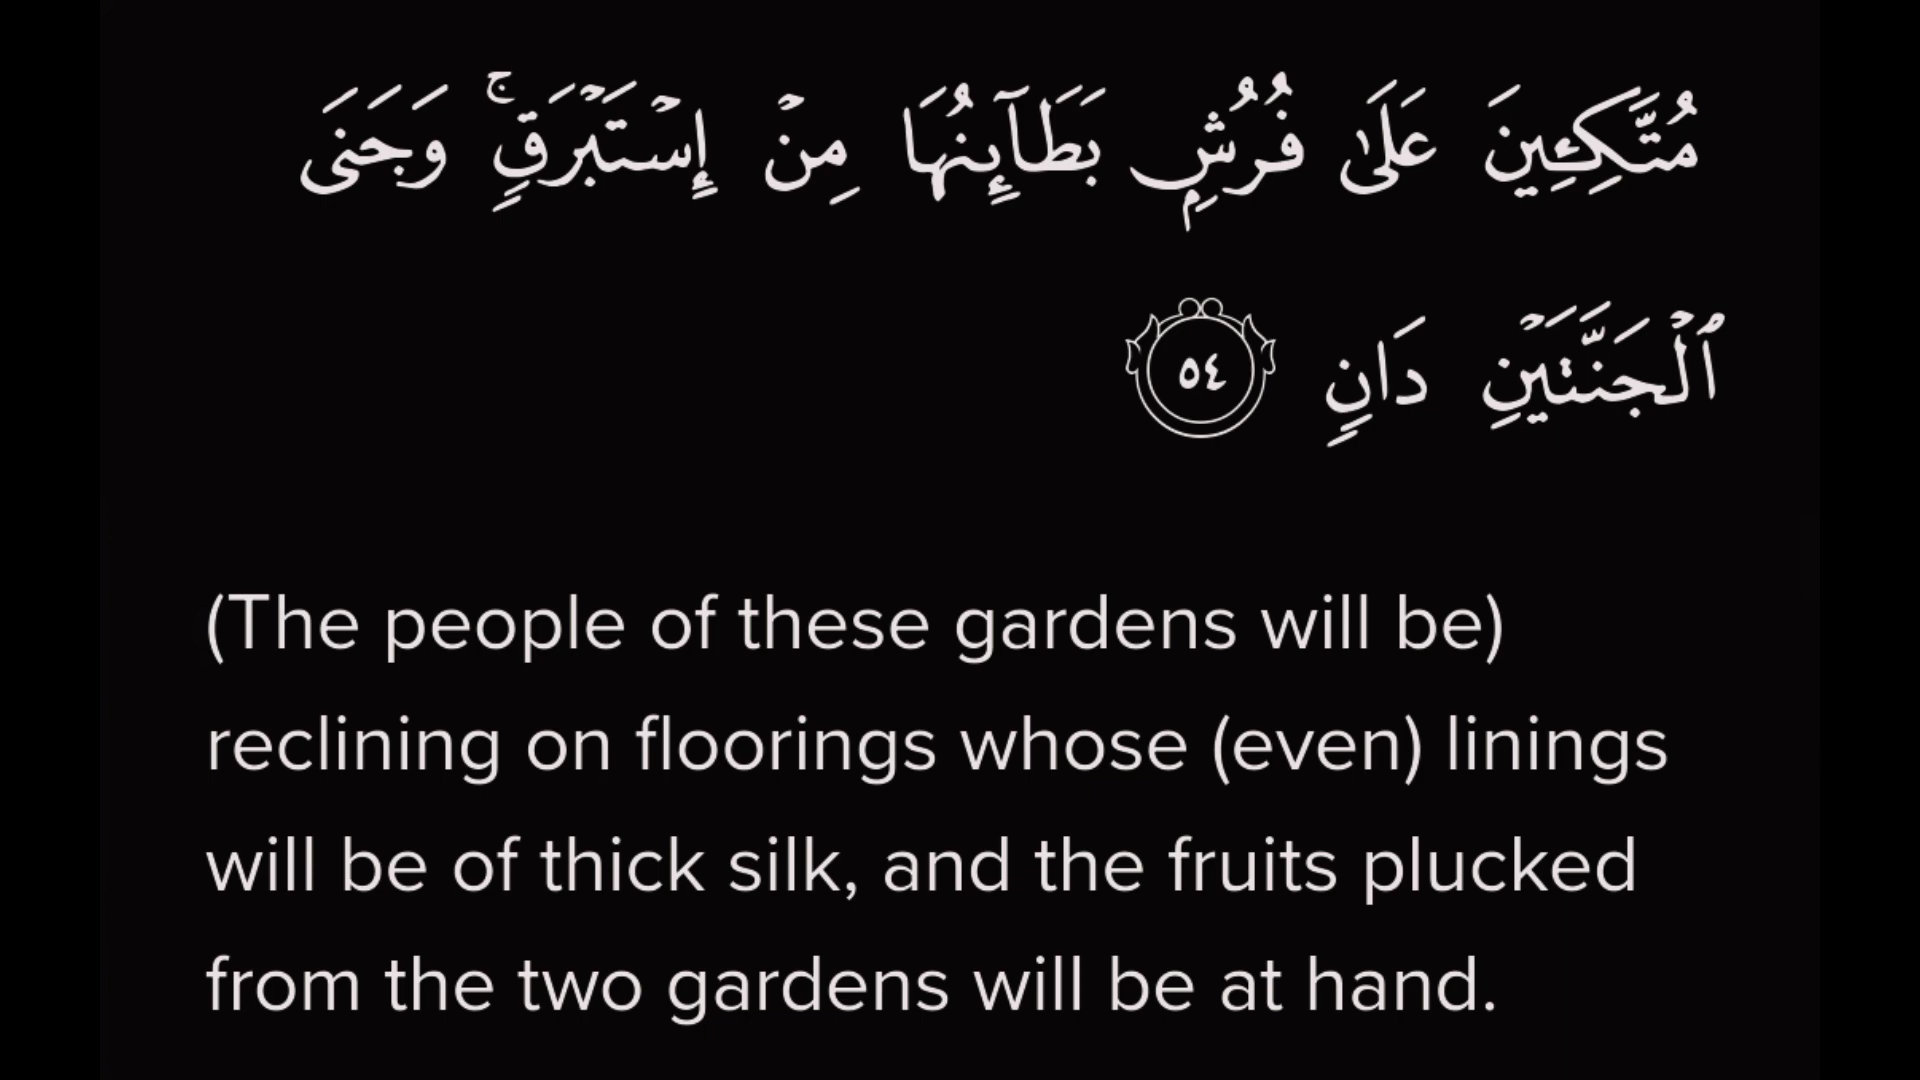 مُتَّكِـِٔينَ عَلَىٰ فُرُشٍۭ بَطَآئِنُهَا مِنْ إِسْتَبْرَقٍۚ وَجَنَى
ٱلْجَنَّتَيْنِ دَانٍ ٥٤
(The people of these gardens will be)
reclining on floorings whose (even) linings
will be of thick silk, and the fruits plucked
from the two gardens will be at hand.